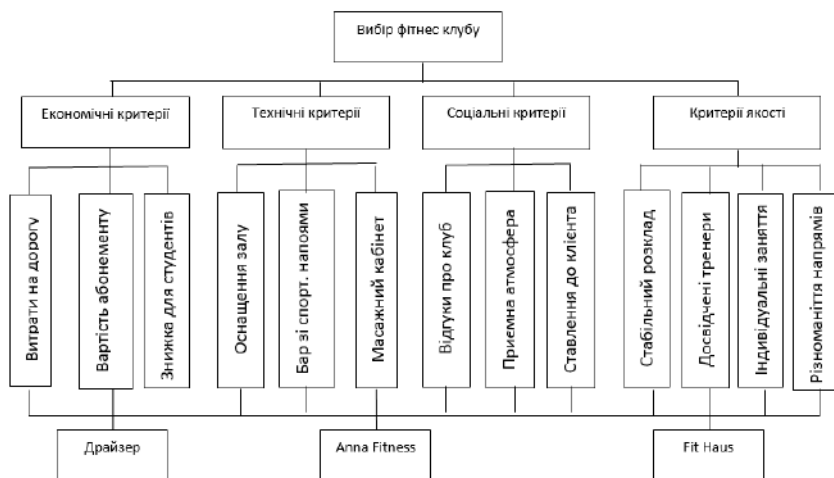 Вибір фітнес клубу
Економічні критерії
Технічні критерії
Соціальні критерії
Критерії якості
Витрати на дорогу
Вартість абонементу
Знижка для студентів
Оснащення залу
Бар зі спорт. напоями
Масажний кабінет
Відгуки про клуб
Приємна атмосфера
Ставлення до клієнта
Стабільний розклад
Досвідчені тренери
Індивідуальні заняття
Різноманіття напрямів
Драйзер
Anna Fitness
Fit Haus